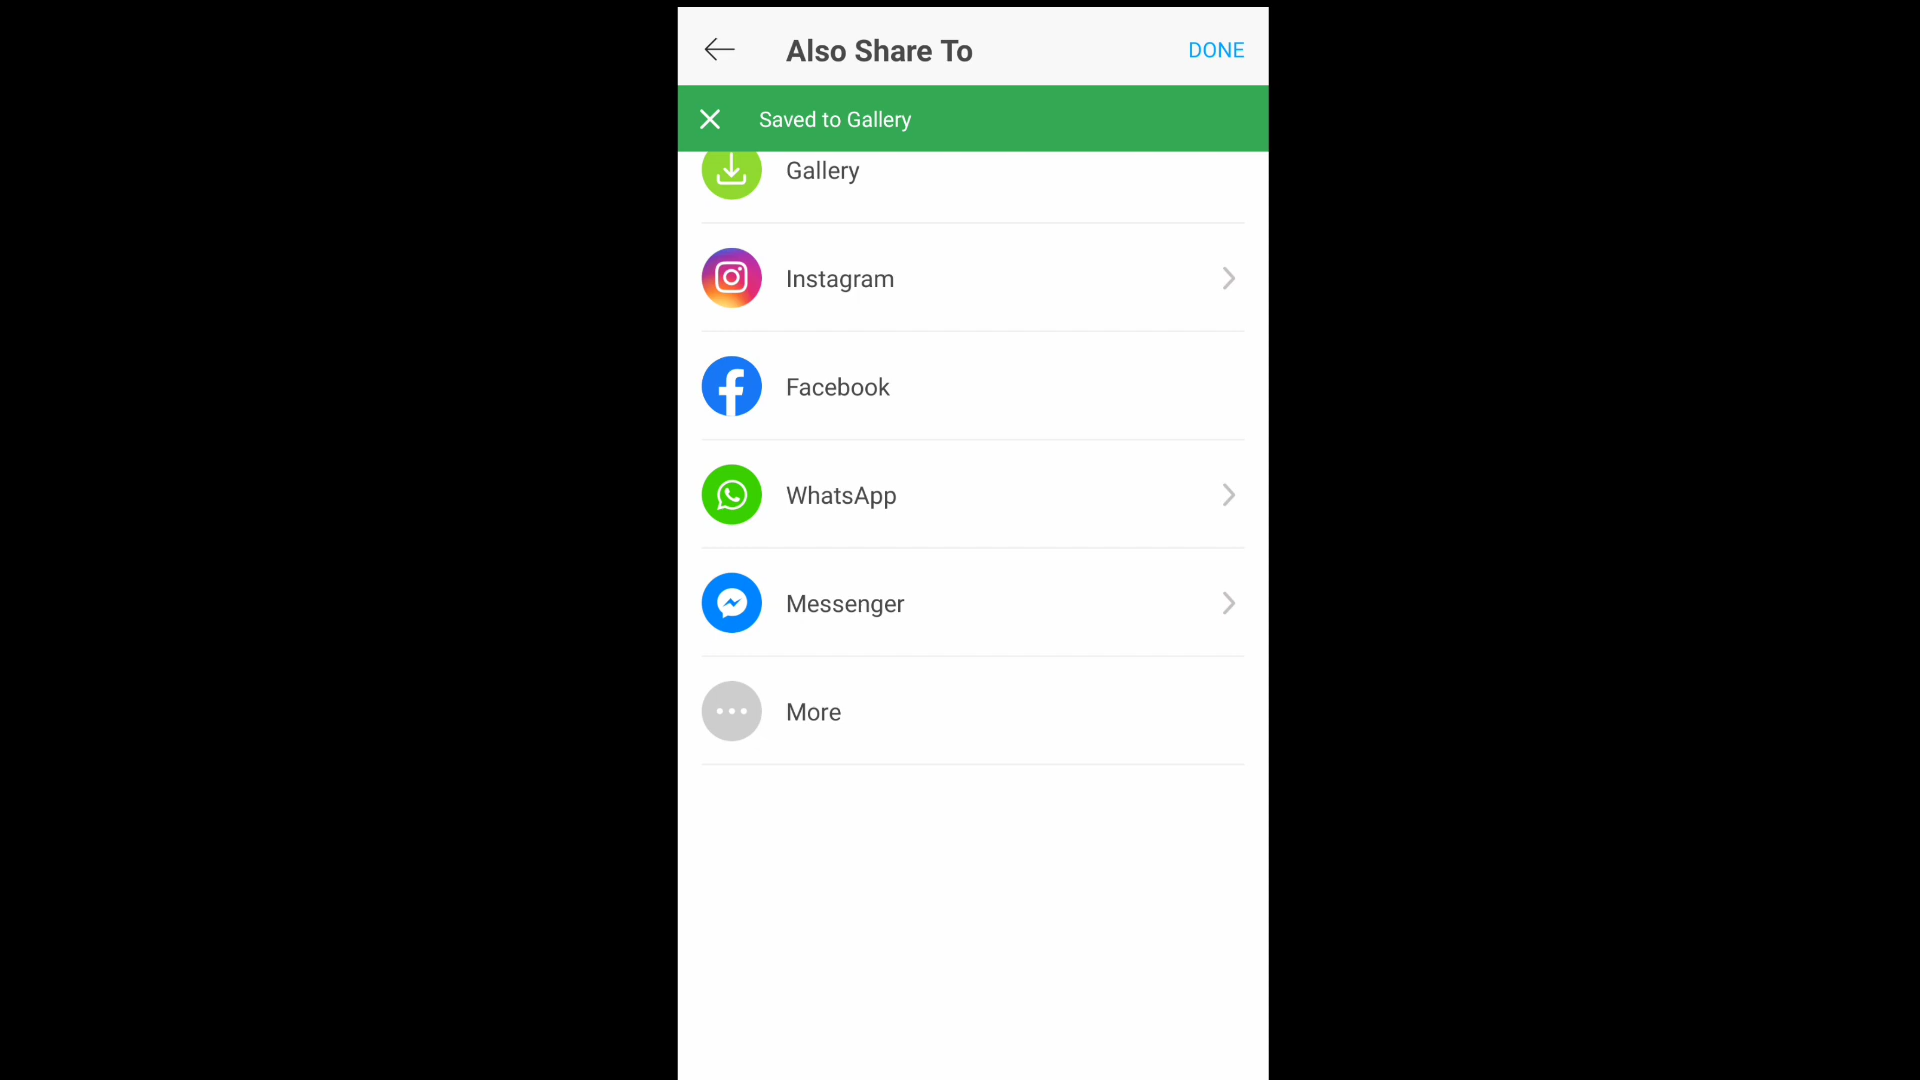 Also Share To
DONE
Saved to Gallery
Gallery
Instagram
Facebook
WhatsApp
Messenger
More